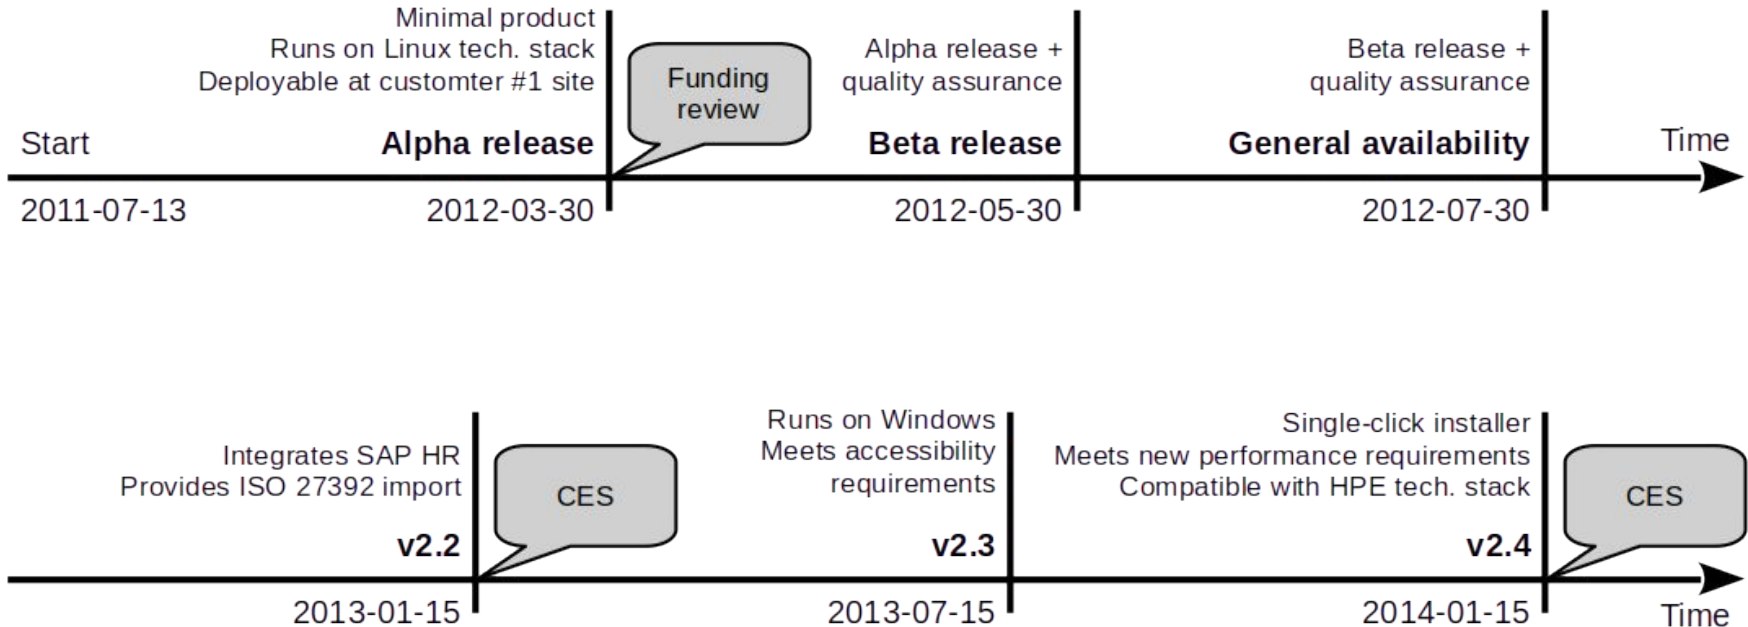 Minimal product
Runs on Linux tech. stack
Deployable at customter #1 site
Funding
review
Alpha release +
quality assurance
Beta release +
quality assurance
Start
Alpha release
Beta release
General availability
Time
2011-07-13
2012-03-30
2012-05-30
2012-07-30
Integrates SAP HR
Provides ISO 27392 import
CES
Runs on Windows
Meets accessibility
requirements
Single-click installer
Meets new performance requirements
Compatible with HPE tech. stack
CES
v2.2
v2.3
v2.4
2013-01-15
2013-07-15
2014-01-15
Time